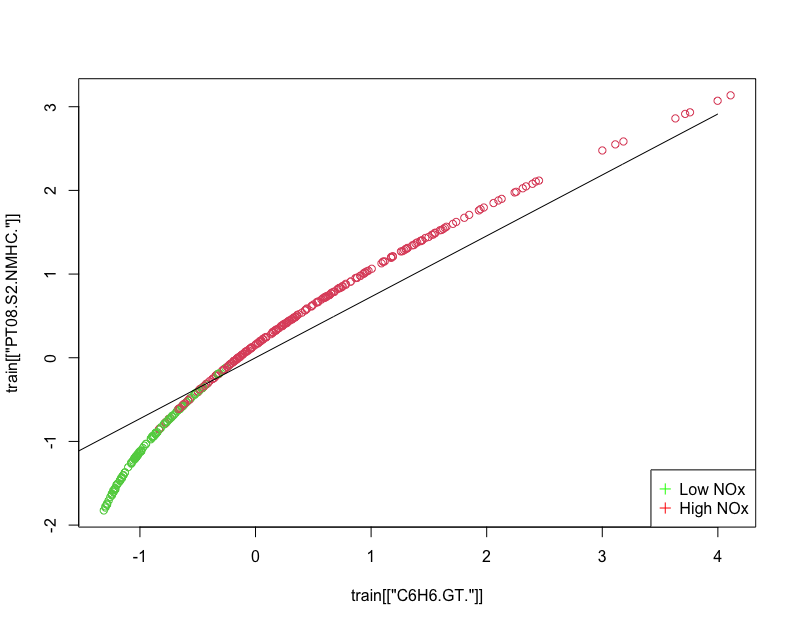 train[["PT08.S2.NMHC."]]
3
2
1
0
-1
-2
Low NOx
High NOx
-1 0 1 2 3 4
train[["C6H6.GT."]]